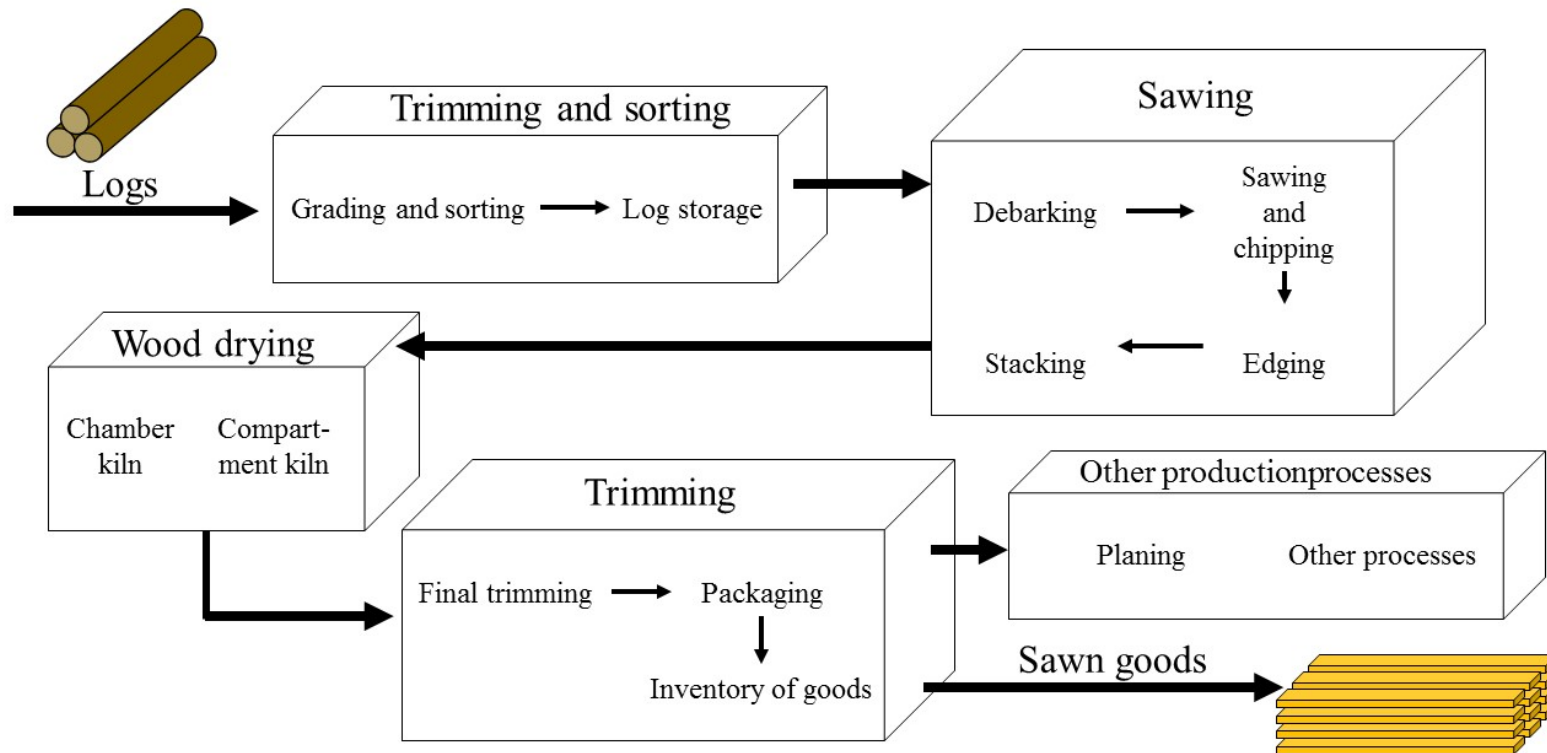 Logs
Trimming and sorting
Grading and sorting
Log storage
Sawing
Debarking
Sawing
and
chipping
Edging
Stacking
Wood drying
Chamber
kiln
Compart-
ment kiln
Trimming
Final trimming
Packaging
Inventory of goods
Other productionprocesses
Planing
Other processes
Sawn goods